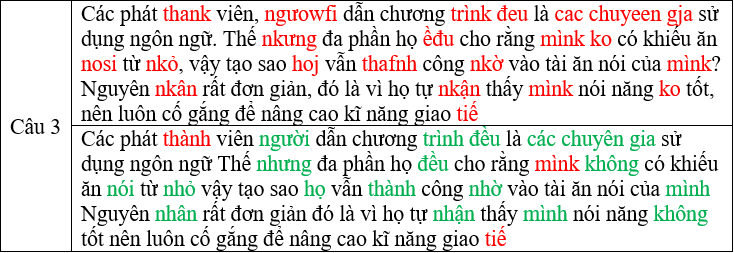 Các phát thank viên, ngưowfi dẫn chương trình đeu là cac chuyeen gja sử
dụng ngôn ngữ. Thế nkưng đa phần họ ềđu cho rằng mình ko có khiếu ăn
nosi từ nkỏ, vậy tạo sao hoj vẫn thafnh công nkờ vào tài ăn nói của mìnk?
Nguyên nkân rất đơn giản, đó là vì họ tự nkận thấy mìnk nói năng ko tốt,
nên luôn cố gắng để nâng cao kĩ năng giao tiế
Câu 3
Các phát thành viên người dẫn chương trình đều là các chuyên gia sử
dụng ngôn ngữ Thế nhưng đa phần họ đều cho rằng mìnk không có khiếu
ăn nói từ nhỏ vậy tạo sao họ vẫn thành công nhờ vào tài ăn nói của mình
Nguyên nhân rất đơn giản đó là vì họ tự nhận thấy mình nói năng không
tốt nên luôn cố gắng để nâng cao kĩ năng giao tiế